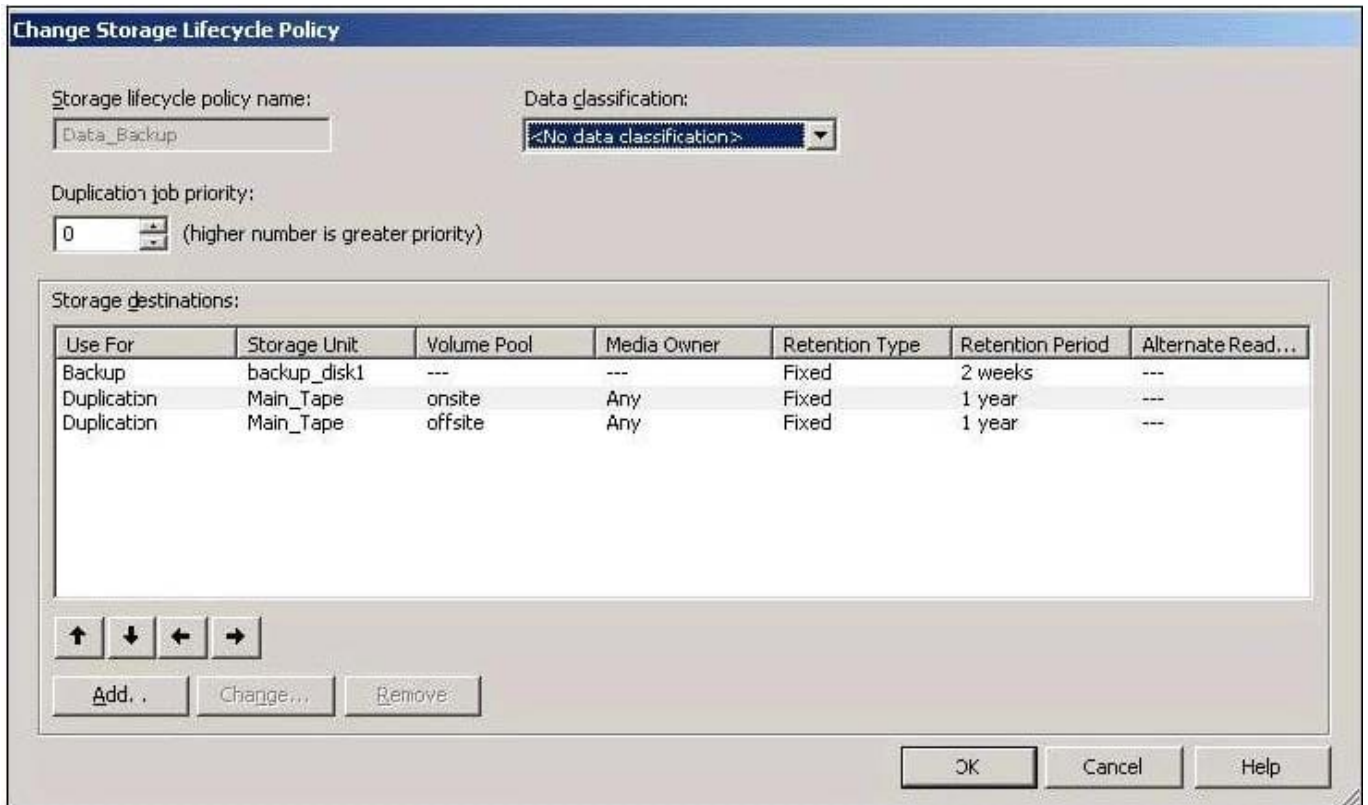 Change Storage Lifecycle Policy
Storage lifecycle policy name: Data classification:
Data_Backup <No data classification>
Duplication job priority:
0 (higher number is greater priority)
Storage destinations:
Use For Storage Unit Volume Pool Media Owner Retention Type Retention Period Alternate Read...
Backup backup_disk1 --- --- Fixed 2 weeks ---
Duplication Main_Tape onsite Any Fixed 1 year ---
Duplication Main_Tape offsite Any Fixed 1 year ---
Add. . Change... Remove
OK Cancel Help